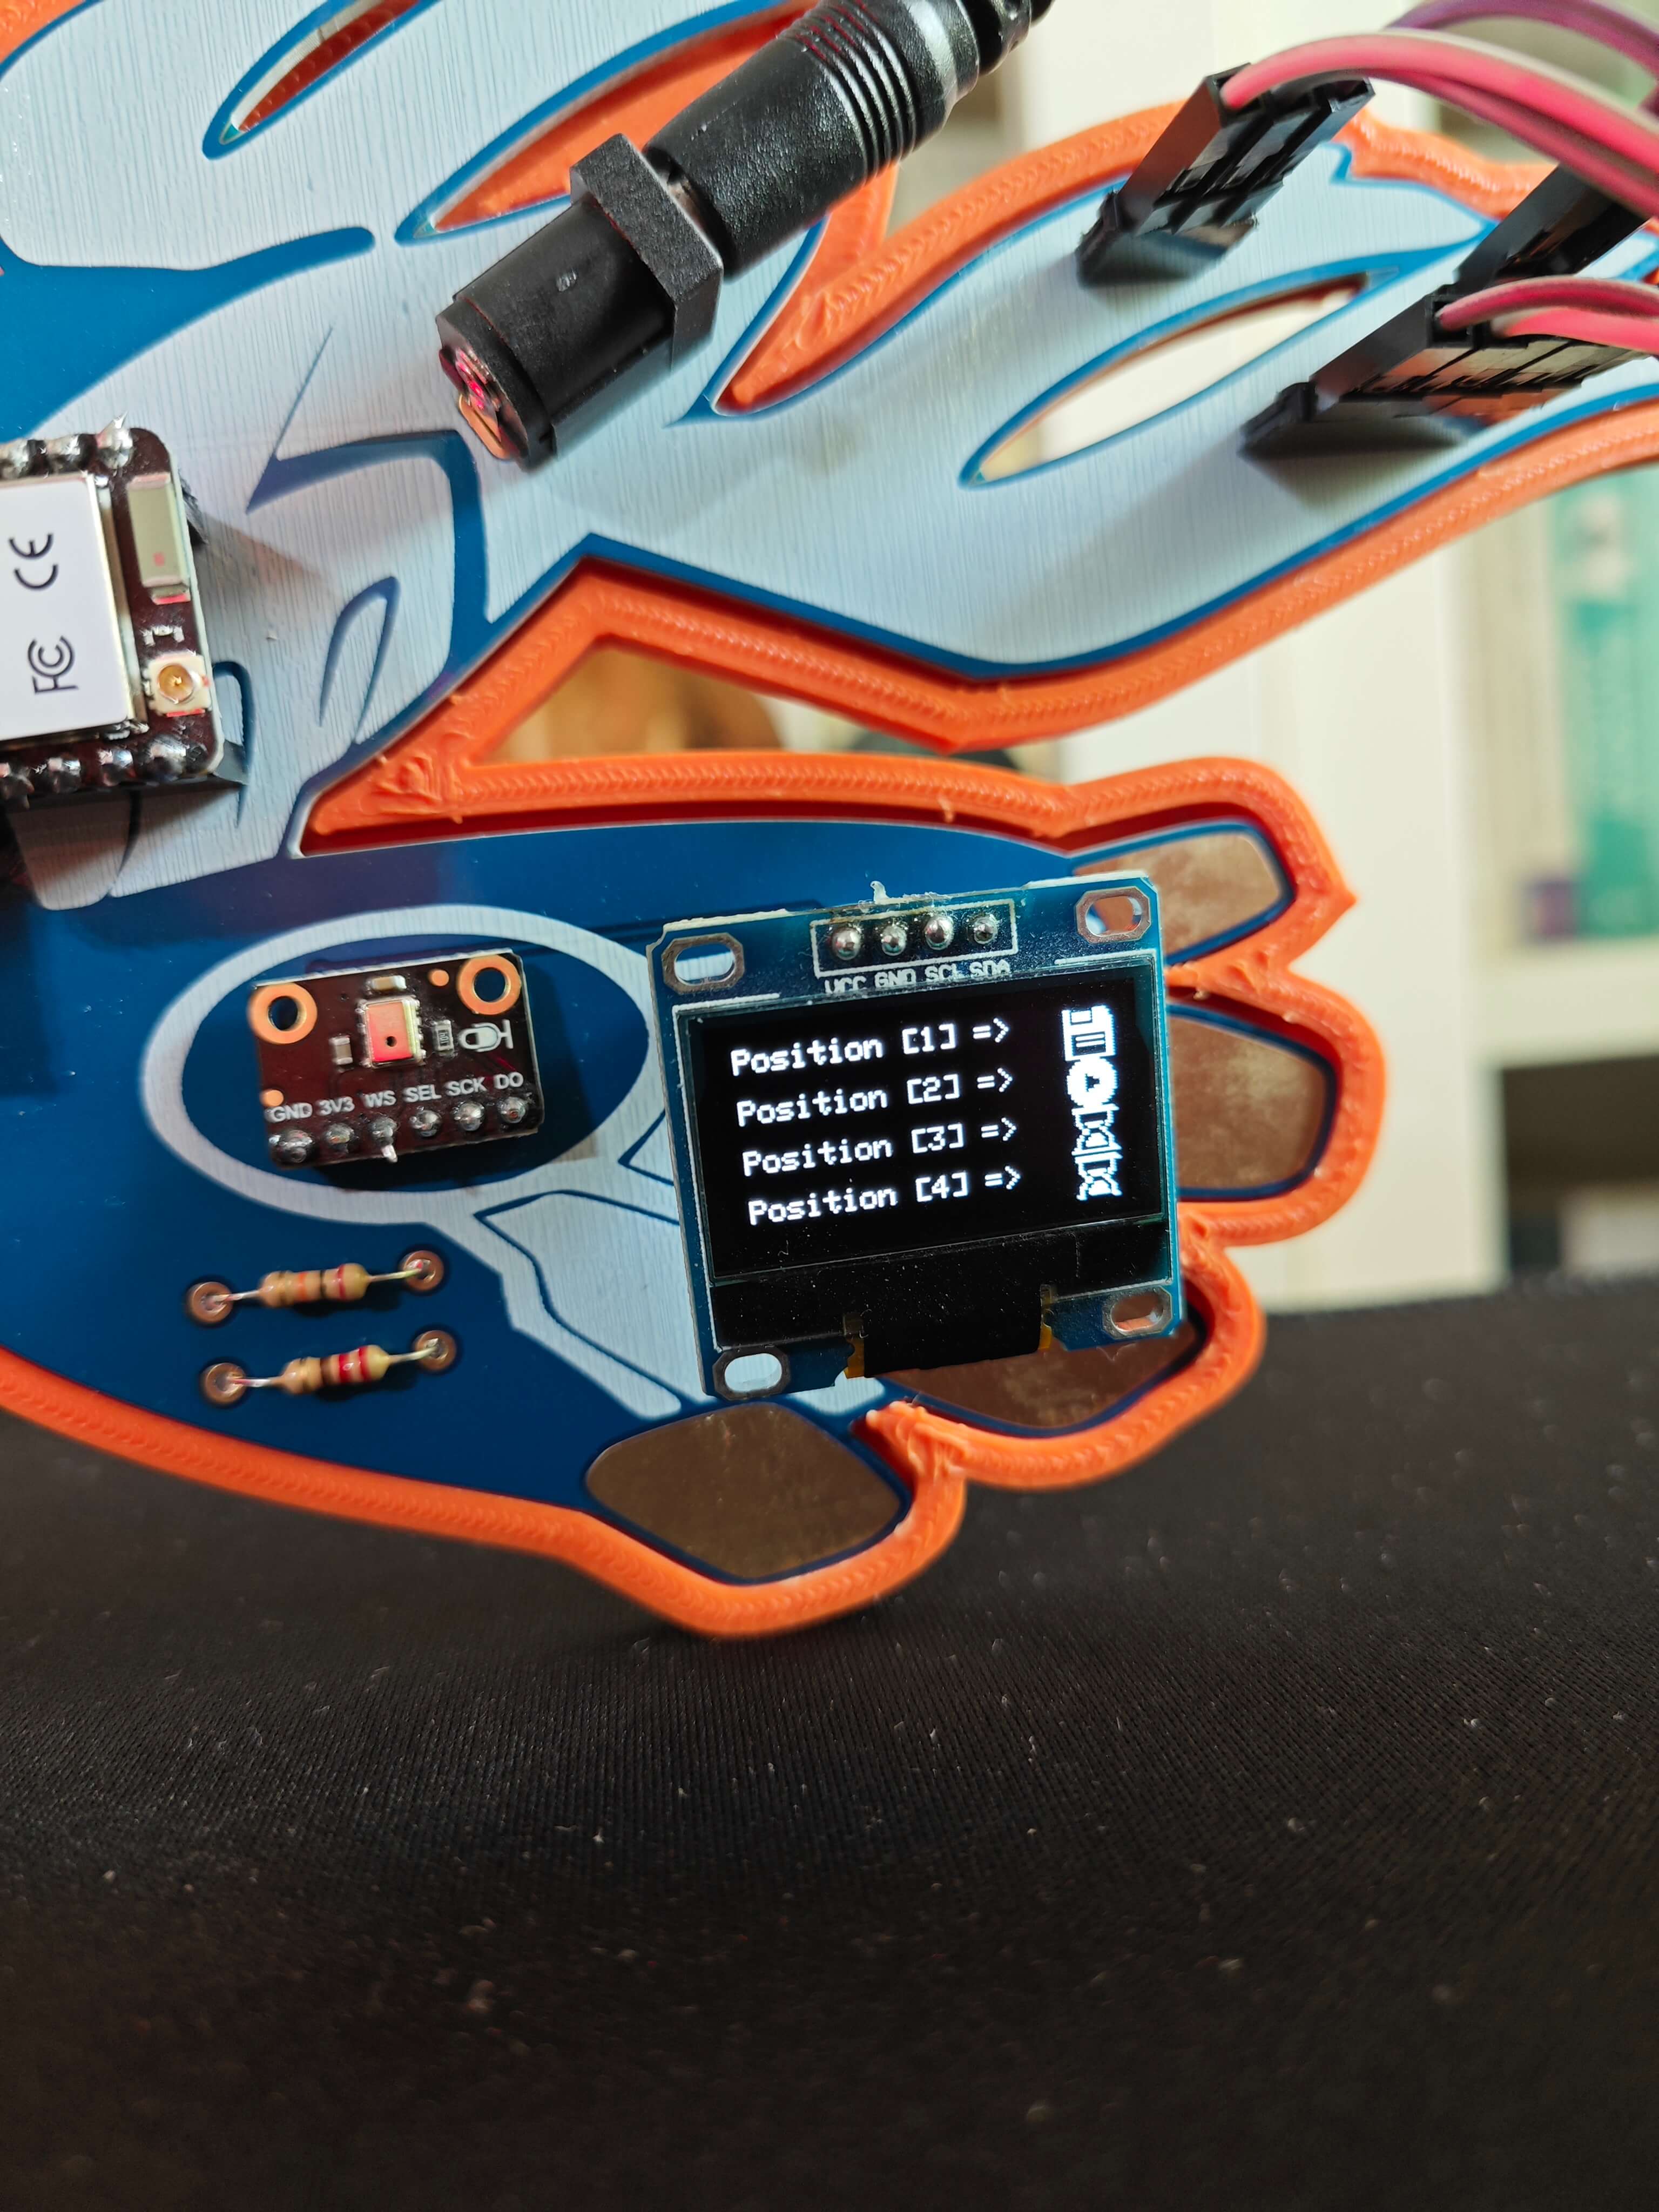 CE
FC
VCC GND SCL SDA
GND 3V3 WS SEL SCK DO
Position [1] =>
Position [2] =>
Position [3] =>
Position [4] =>